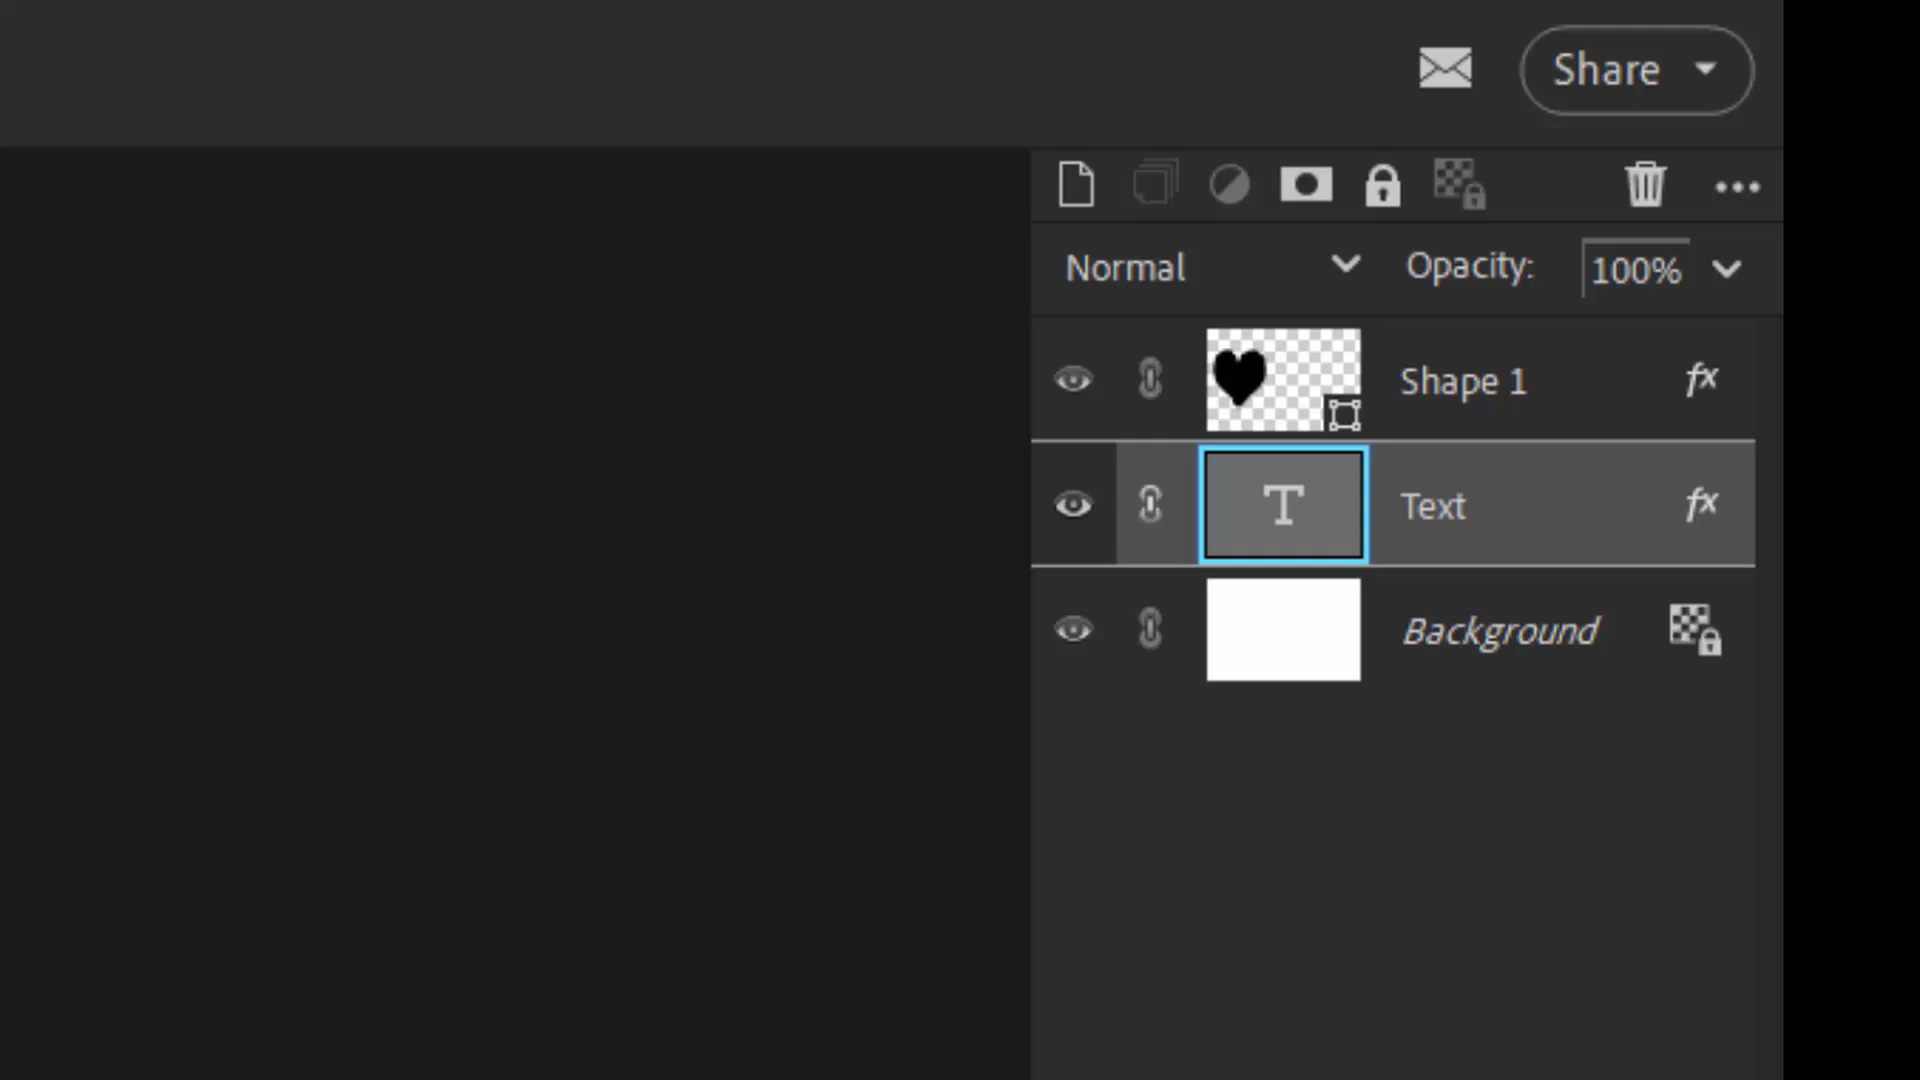 Share
Normal
Opacity: 100%
Shape 1 fx
T Text fx
Background